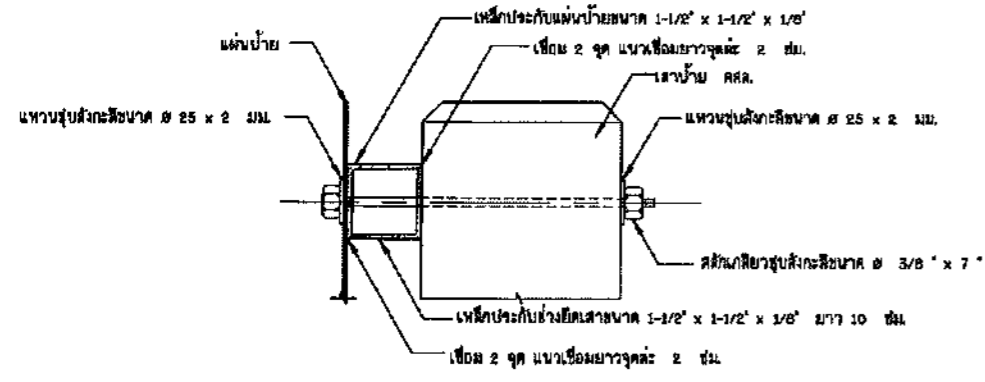 เหล็กประกับแผ่นป้ายขนาด 1-1/2" x 1-1/2" x 1/8"
แผ่นป้าย
เชื่อม 2 จุด แนวเชื่อมยาวจุดละ 2 ซม.
เสาป้าย คสล.
แหวนชุบสังกะสีขนาด ø 25 x 2 มม.
แหวนชุบสังกะสีขนาด ø 25 x 2 มม.
สลักเกลียวชุบสังกะสีขนาด ø 3/8 " x 7 "
เหล็กประกับช่วงยึดเสาขนาด 1-1/2" x 1-1/2" x 1/8" ยาว 10 ซม.
เชื่อม 2 จุด แนวเชื่อมยาวจุดละ 2 ซม.